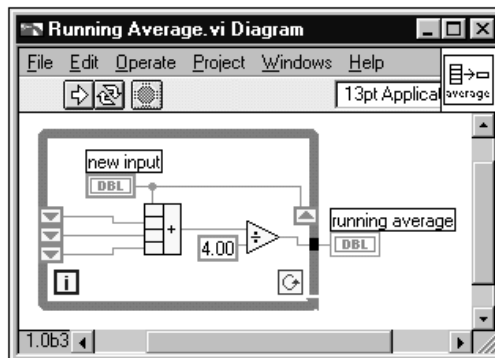 Running Average.vi Diagram
File Edit Operate Project Windows Help
13pt Applica
average
new input
DBL
running average
4.00
DBL
+
÷
i
1.0b3